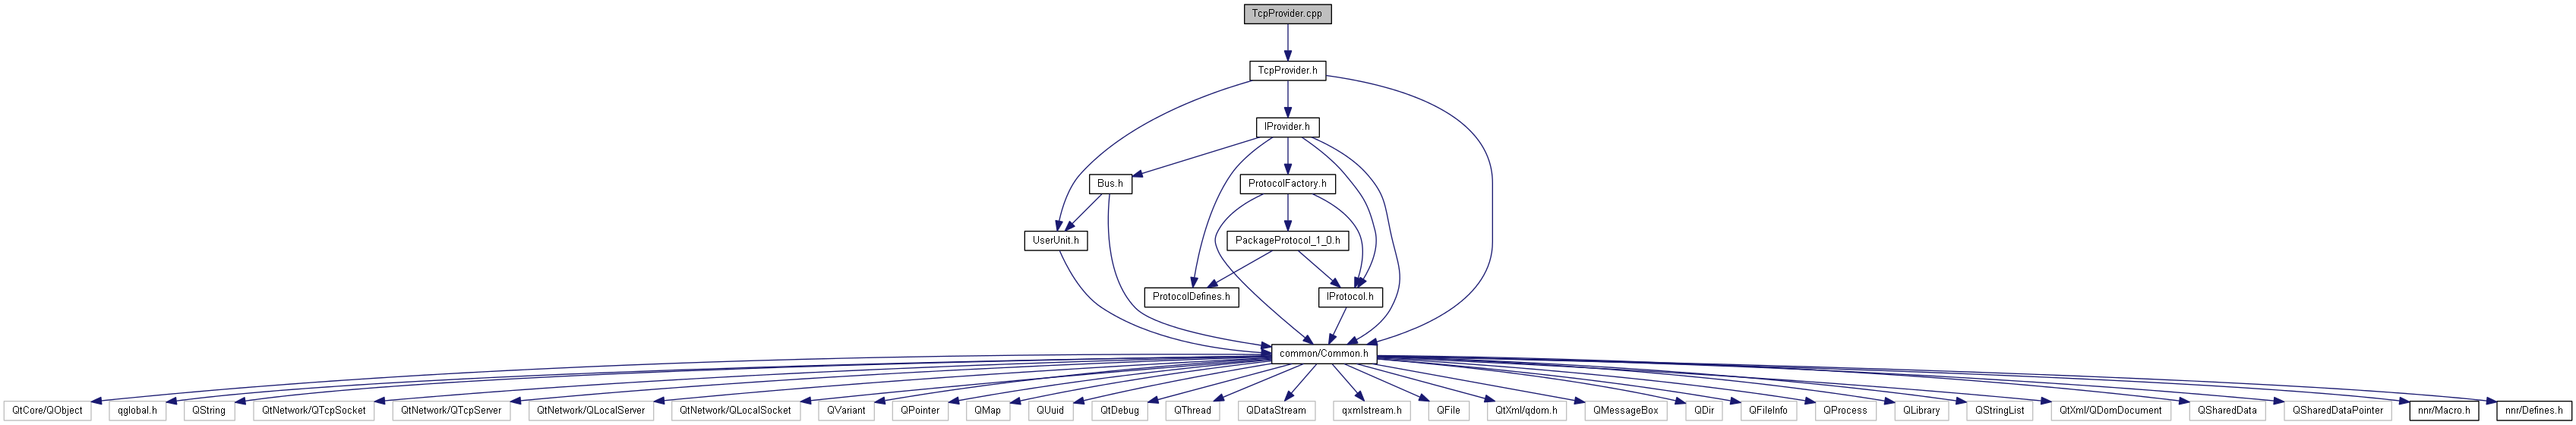 TcpProvider.cpp
TcpProvider.h
IProvider.h
Bus.h
ProtocolFactory.h
UserUnit.h
PackageProtocol_1_0.h
ProtocolDefines.h
IProtocol.h
common/Common.h
QtCore/QObject
qglobal.h
QString
QtNetwork/QTcpSocket
QtNetwork/QTcpServer
QtNetwork/QLocalServer
QtNetwork/QLocalSocket
QVariant
QPointer
QMap
QUuid
QtDebug
QThread
QDataStream
qxmlstream.h
QFile
QtXml/qdom.h
QMessageBox
QDir
QFileInfo
QProcess
QLibrary
QStringList
QtXml/QDomDocument
QSharedData
QSharedDataPointer
nnr/Macro.h
nnr/Defines.h